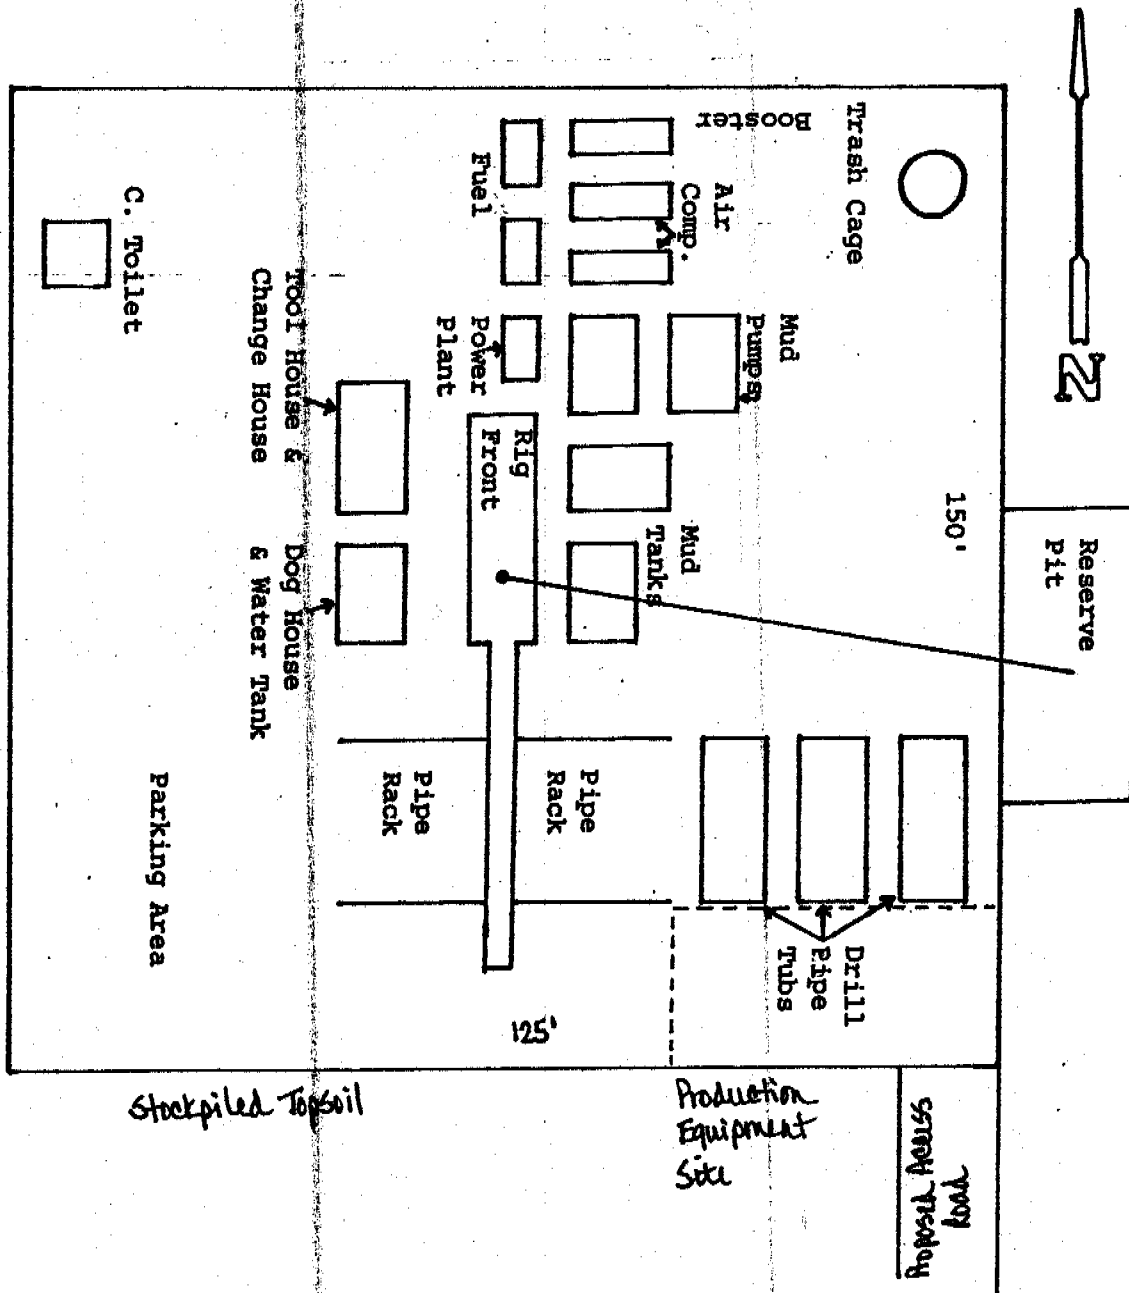 N
Reserve
Pit
150'
Trash Cage
Booster
Air
Comp.
Mud
Pumps
Fuel
Power
Plant
Rig
Front
Mud
Tanks
C. Toilet
Tool House &
Change House
Dog House
& Water Tank
Pipe
Rack
Pipe
Rack
Drill
Pipe
Tubs
Parking Area
125'
Stockpiled Topsoil
Production
Equipment
Site
Proposed Access
Road